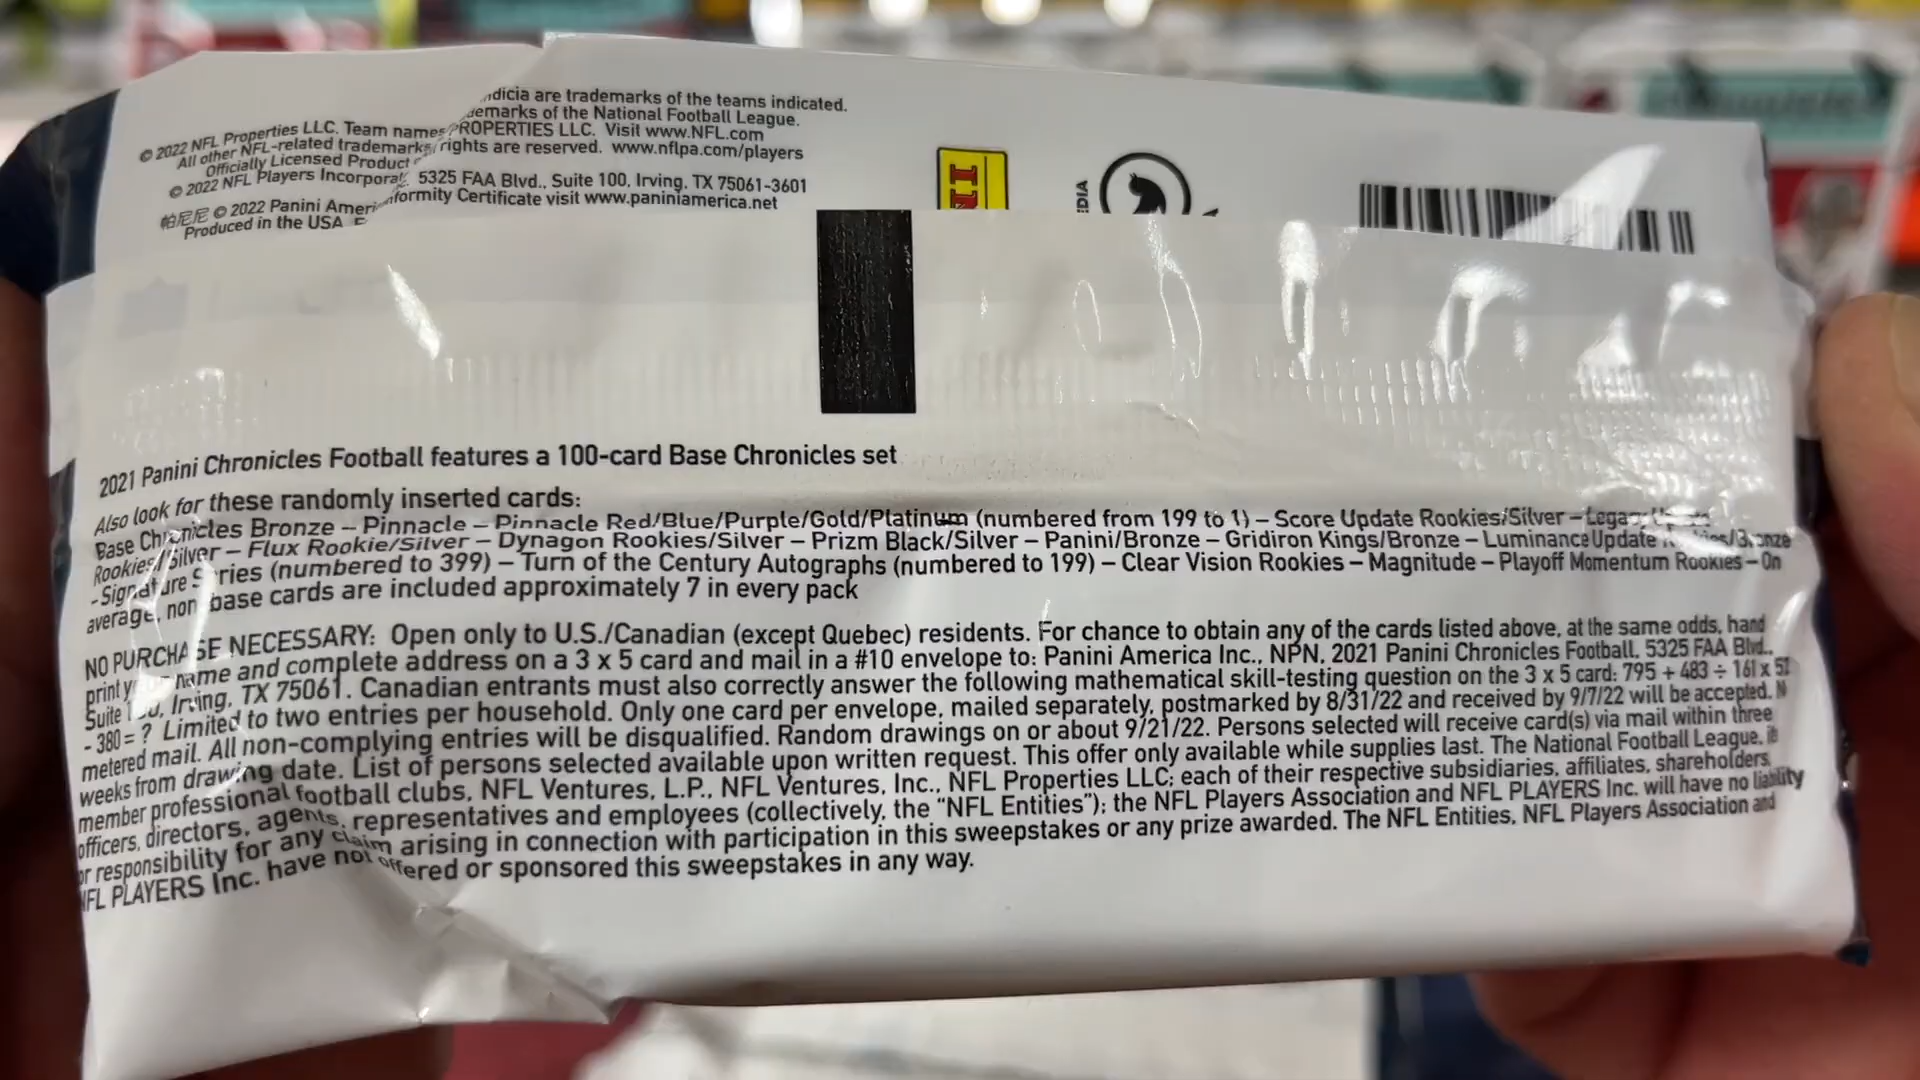 © 2022 NFL Properties LLC. Team names indicia are trademarks of the teams indicated.
All other NFL-related trademarks trademarks of the National Football League.
Officially Licensed Product PROPERTIES LLC. Visit www.NFL.com
© 2022 NFL Players Incorporat rights are reserved. www.nflpa.com/players
帕尼尼 © 2022 Panini Ameri 5325 FAA Blvd., Suite 100, Irving, TX 75061-3601
Produced in the USA formity Certificate visit www.paniniamerica.net
2021 Panini Chronicles Football features a 100-card Base Chronicles set
Also look for these randomly inserted cards:
Base Chronicles Bronze – Pinnacle – Pinnacle Red/Blue/Purple/Gold/Platinum (numbered from 199 to 1) – Score Update Rookies/Silver – Legacy Update
Rookies/Silver – Flux Rookie/Silver – Dynagon Rookies/Silver – Prizm Black/Silver – Panini/Bronze – Gridiron Kings/Bronze – Luminance Update Rookies/Bronze
- Signature Series (numbered to 399) – Turn of the Century Autographs (numbered to 199) – Clear Vision Rookies – Magnitude – Playoff Momentum Rookies – On
average, non-base cards are included approximately 7 in every pack
NO PURCHASE NECESSARY: Open only to U.S./Canadian (except Quebec) residents. For chance to obtain any of the cards listed above, at the same odds, hand
print your name and complete address on a 3 x 5 card and mail in a #10 envelope to: Panini America Inc., NPN, 2021 Panini Chronicles Football, 5325 FAA Blvd.,
Suite 100, Irving, TX 75061. Canadian entrants must also correctly answer the following mathematical skill-testing question on the 3 x 5 card: 795 + 483 ÷ 161 x 51
- 380 = ? Limited to two entries per household. Only one card per envelope, mailed separately, postmarked by 8/31/22 and received by 9/7/22 will be accepted. N
metered mail. All non-complying entries will be disqualified. Random drawings on or about 9/21/22. Persons selected will receive card(s) via mail within three
weeks from drawing date. List of persons selected available upon written request. This offer only available while supplies last. The National Football League, it
member professional football clubs, NFL Ventures, L.P., NFL Ventures, Inc., NFL Properties LLC; each of their respective subsidiaries, affiliates, shareholders,
officers, directors, agents, representatives and employees (collectively, the “NFL Entities”); the NFL Players Association and NFL PLAYERS Inc. will have no liability
or responsibility for any claim arising in connection with participation in this sweepstakes or any prize awarded. The NFL Entities, NFL Players Association and
NFL PLAYERS Inc. have not offered or sponsored this sweepstakes in any way.